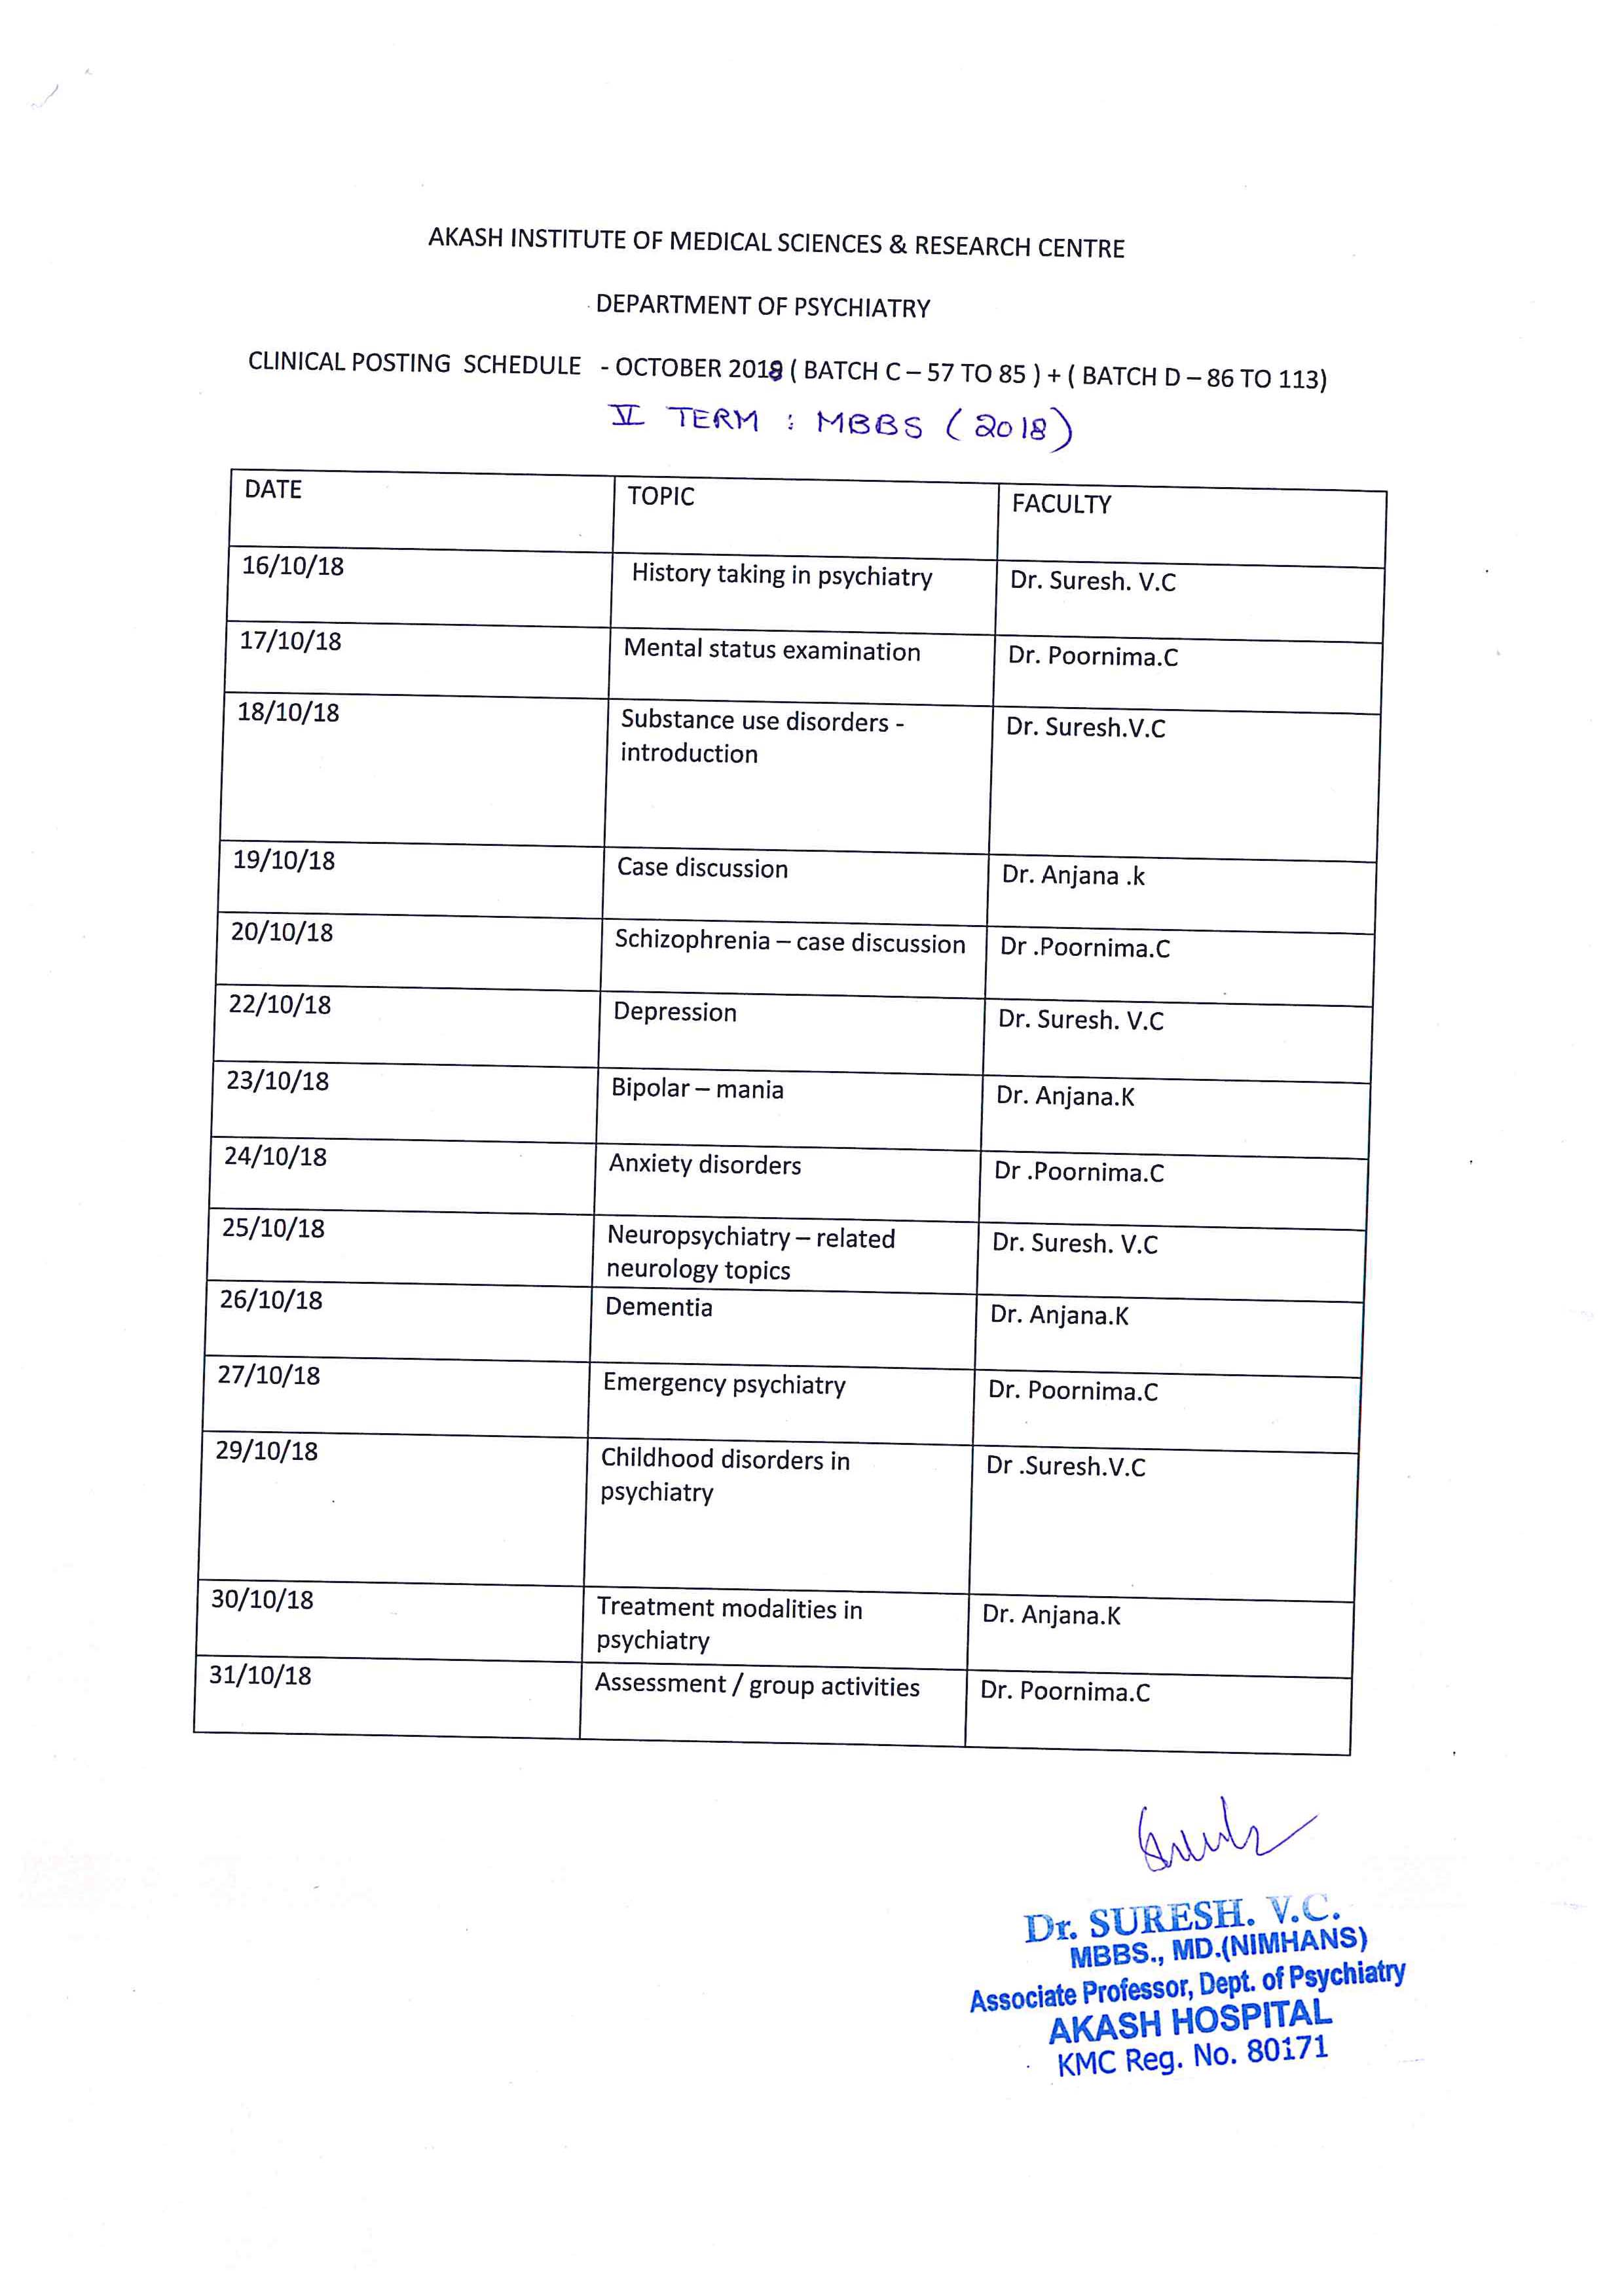 AKASH INSTITUTE OF MEDICAL SCIENCES & RESEARCH CENTRE
DEPARTMENT OF PSYCHIATRY
CLINICAL POSTING SCHEDULE - OCTOBER 2018 ( BATCH C – 57 TO 85 ) + ( BATCH D – 86 TO 113)
V TERM : MBBS (2018)
DATE TOPIC FACULTY
16/10/18 History taking in psychiatry Dr. Suresh. V.C
17/10/18 Mental status examination Dr. Poornima.C
18/10/18 Substance use disorders - Dr. Suresh.V.C
introduction
19/10/18 Case discussion Dr. Anjana .k
20/10/18 Schizophrenia – case discussion Dr .Poornima.C
22/10/18 Depression Dr. Suresh. V.C
23/10/18 Bipolar – mania Dr. Anjana.K
24/10/18 Anxiety disorders Dr .Poornima.C
25/10/18 Neuropsychiatry – related Dr. Suresh. V.C
neurology topics
26/10/18 Dementia Dr. Anjana.K
27/10/18 Emergency psychiatry Dr. Poornima.C
29/10/18 Childhood disorders in Dr .Suresh.V.C
psychiatry
30/10/18 Treatment modalities in Dr. Anjana.K
psychiatry
31/10/18 Assessment / group activities Dr. Poornima.C
Dr. SURESH. V.C.
MBBS., MD.(NIMHANS)
Associate Professor, Dept. of Psychiatry
AKASH HOSPITAL
KMC Reg. No. 80171